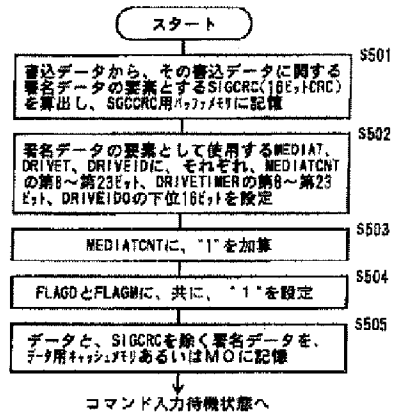 スタート
S501
書込データから、その書込データに関する
署名データの要素とするSIGCRC(16ビットCRC)
を算出し、SGCCRC用バッファメモリに記憶
S502
署名データの要素として使用するMEDIAT、
DRIVET、DRIVEIDに、それぞれ、MEDIATCNT
の第8～第23ビット、DRIVETIMERの第8～第23
ビット、DRIVEIDOの下位16ビットを設定
S503
MEDIATCNTに、"1"を加算
S504
FLAGDとFLAGMに、共に、"1"を設定
S505
データと、SIGCRCを除く署名データを、
データ用キャッシュメモリあるいはMOに記憶
コマンド入力待機状態へ